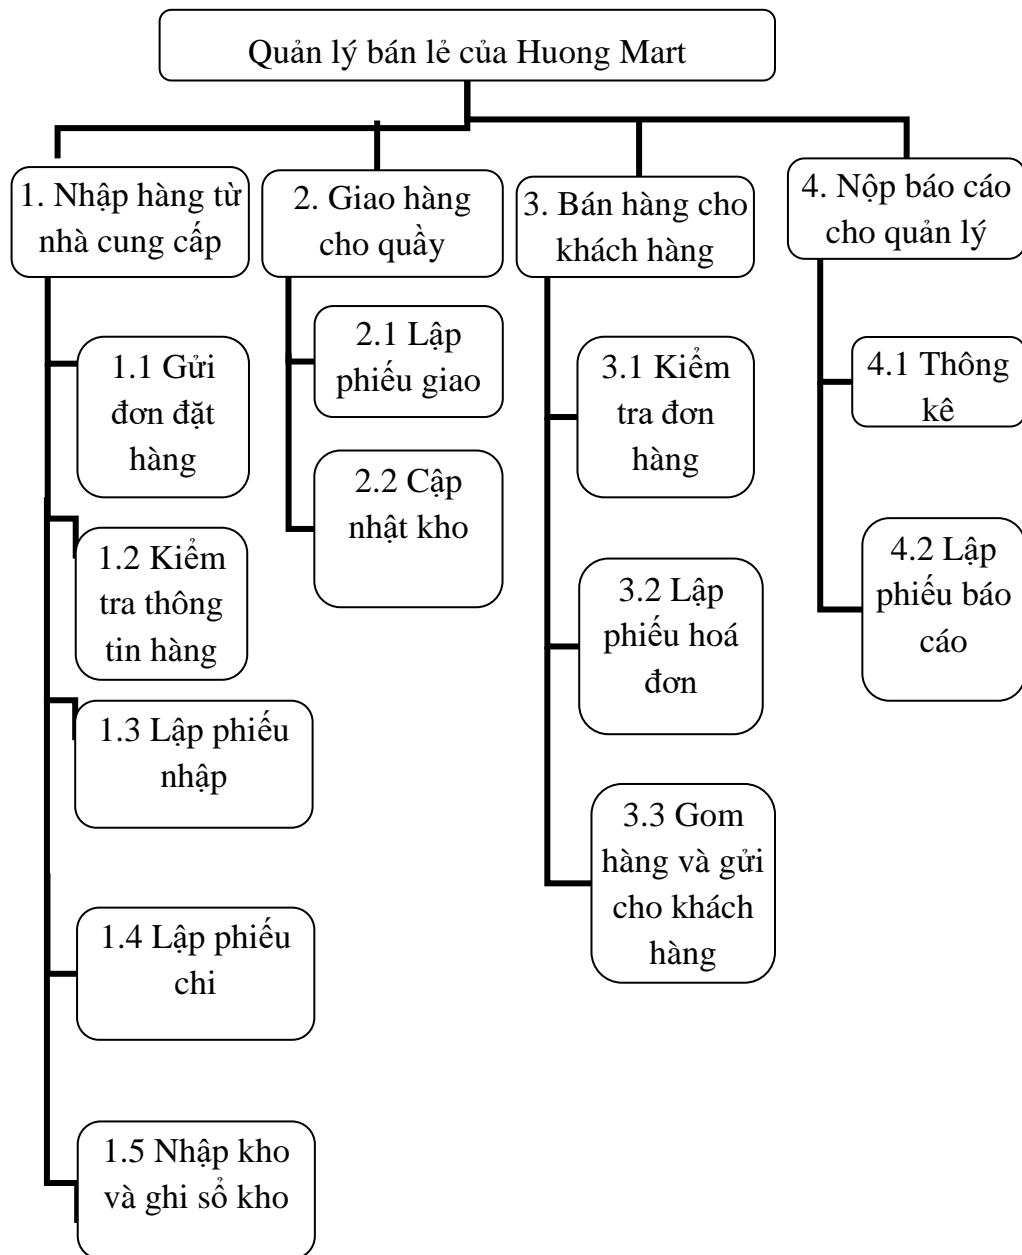 Quản lý bán lẻ của Huong Mart
1. Nhập hàng từ
nhà cung cấp
2. Giao hàng
cho quầy
3. Bán hàng cho
khách hàng
4. Nộp báo cáo
cho quản lý
1.1 Gửi
đơn đặt
hàng
1.2 Kiểm
tra thông
tin hàng
1.3 Lập phiếu
nhập
1.4 Lập phiếu
chi
1.5 Nhập kho
và ghi sổ kho
2.1 Lập
phiếu giao
2.2 Cập
nhật kho
3.1 Kiểm
tra đơn
hàng
3.2 Lập
phiếu hoá
đơn
3.3 Gom
hàng và gửi
cho khách
hàng
4.1 Thông
kê
4.2 Lập
phiếu báo
cáo